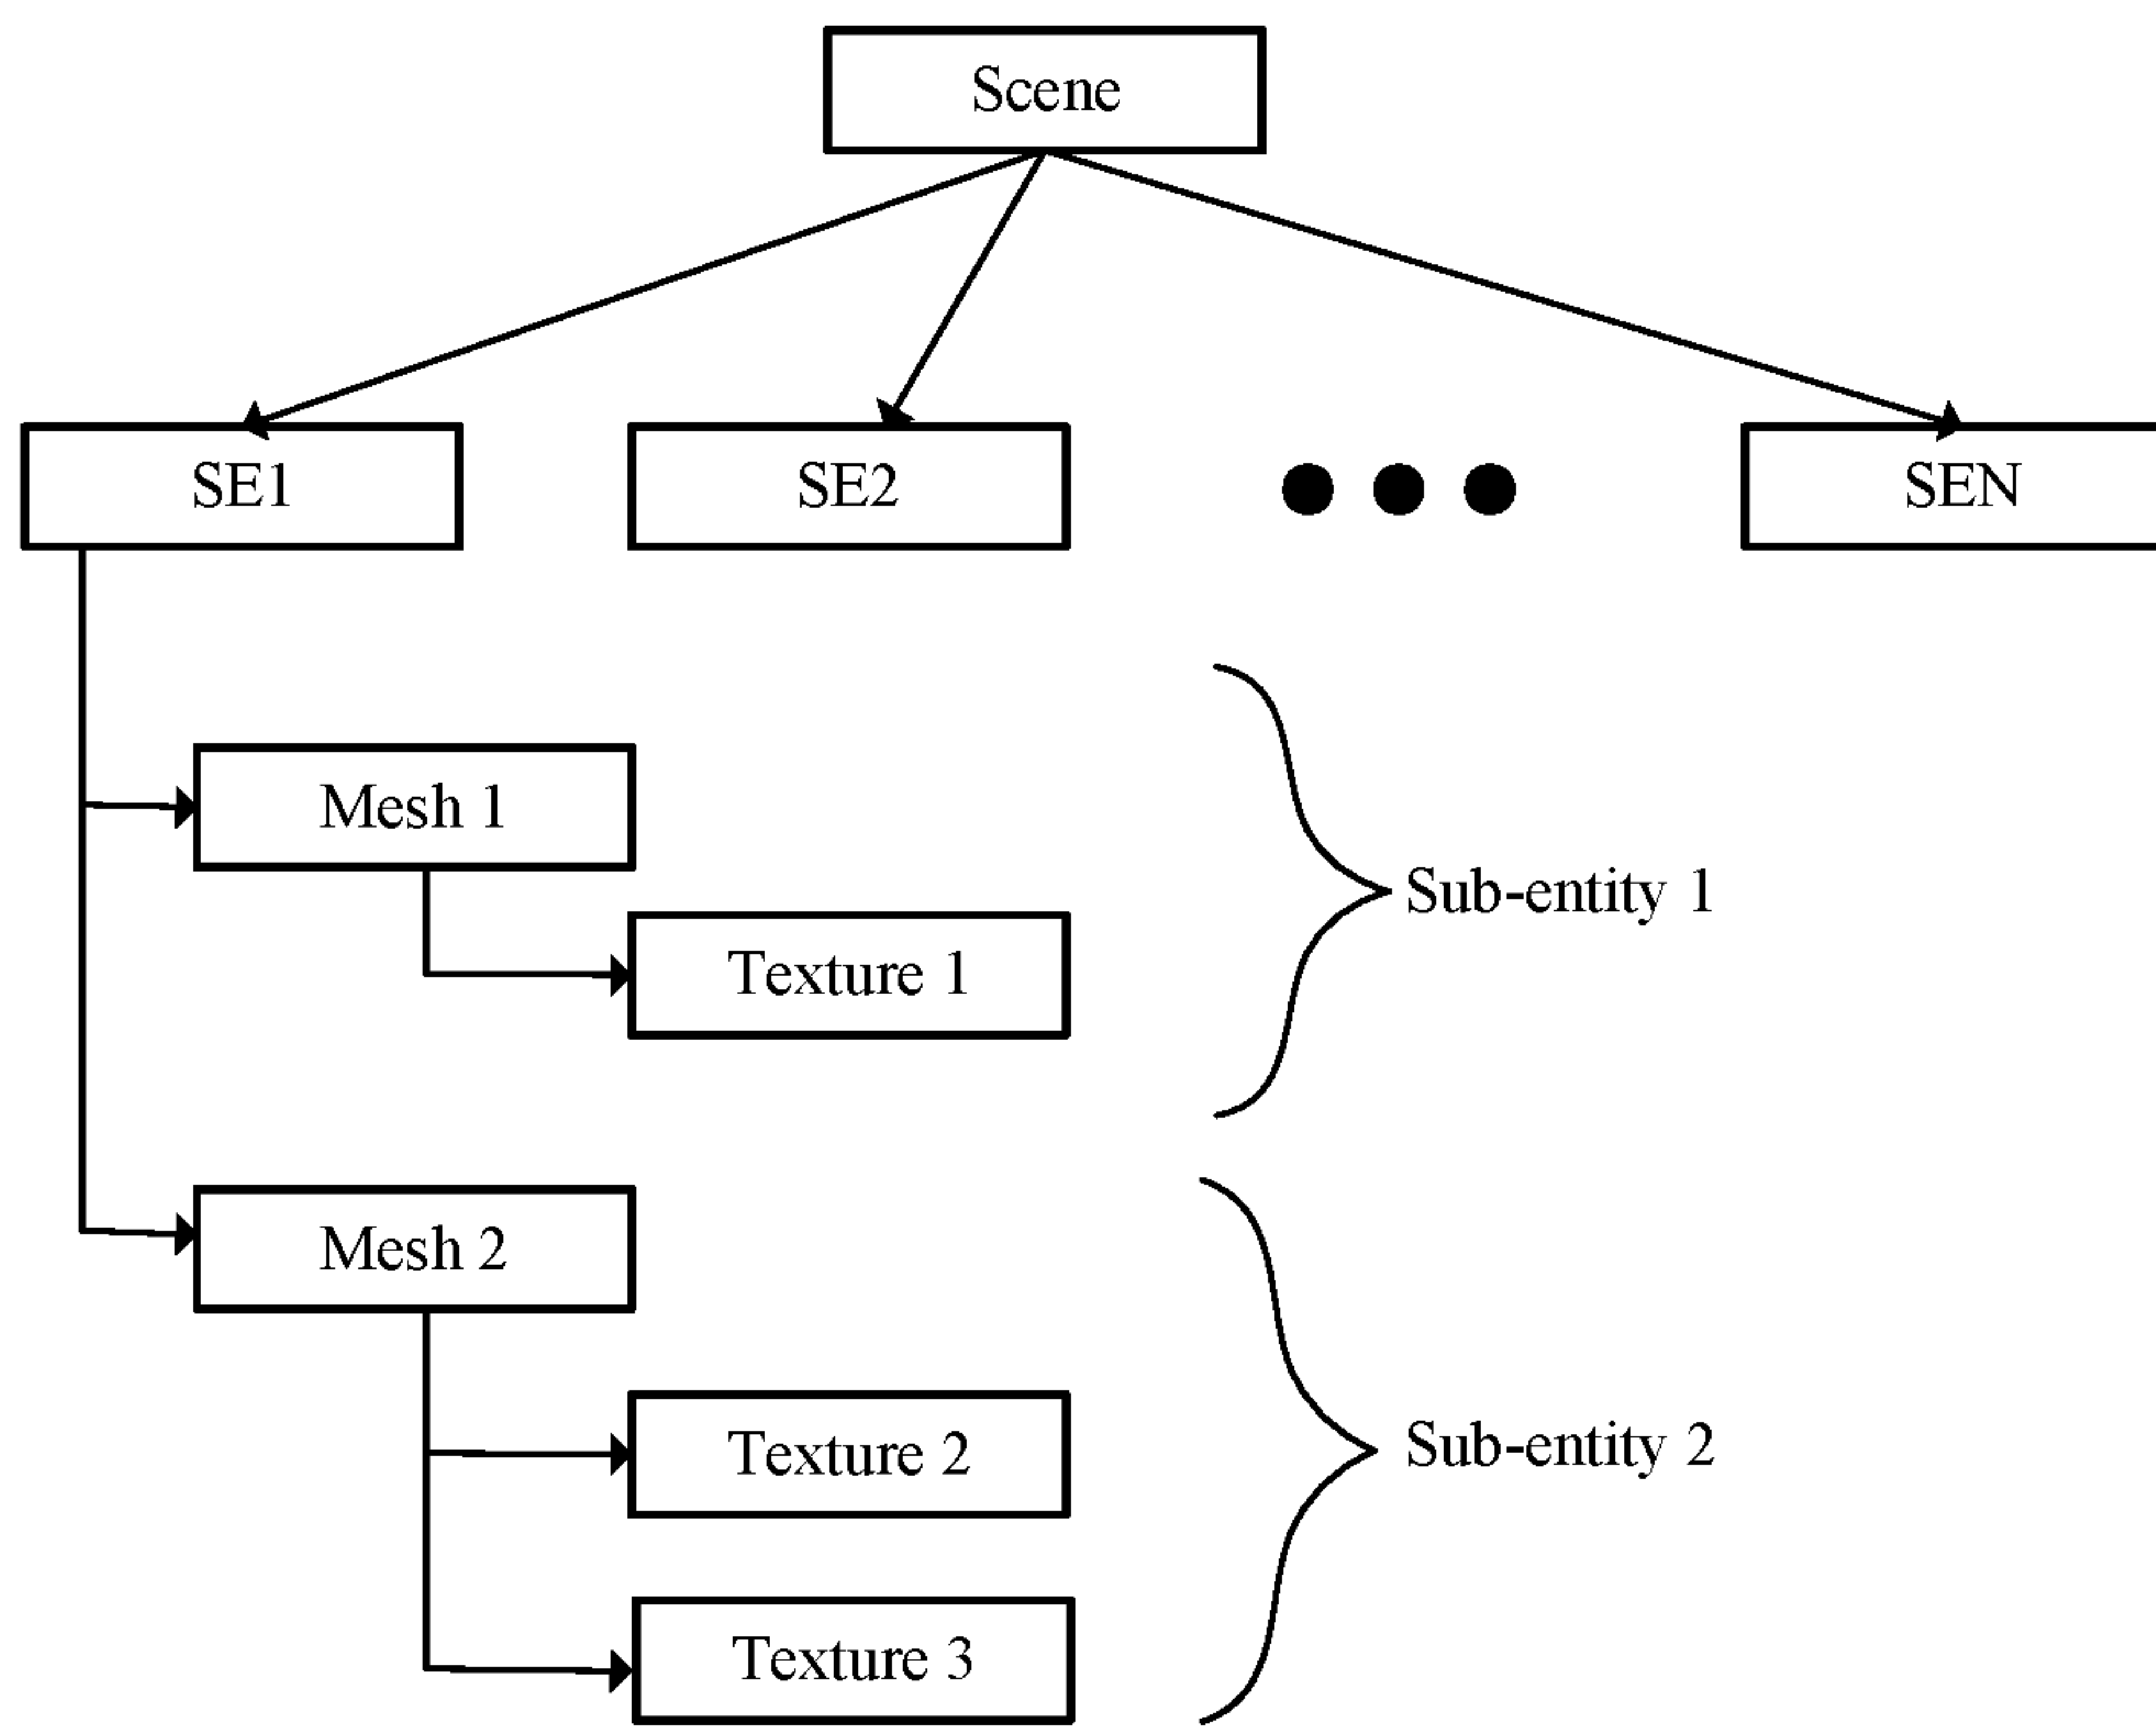 Scene
SE1
SE2
SEN
Mesh 1
Sub-entity 1
Texture 1
Mesh 2
Texture 2
Sub-entity 2
Texture 3